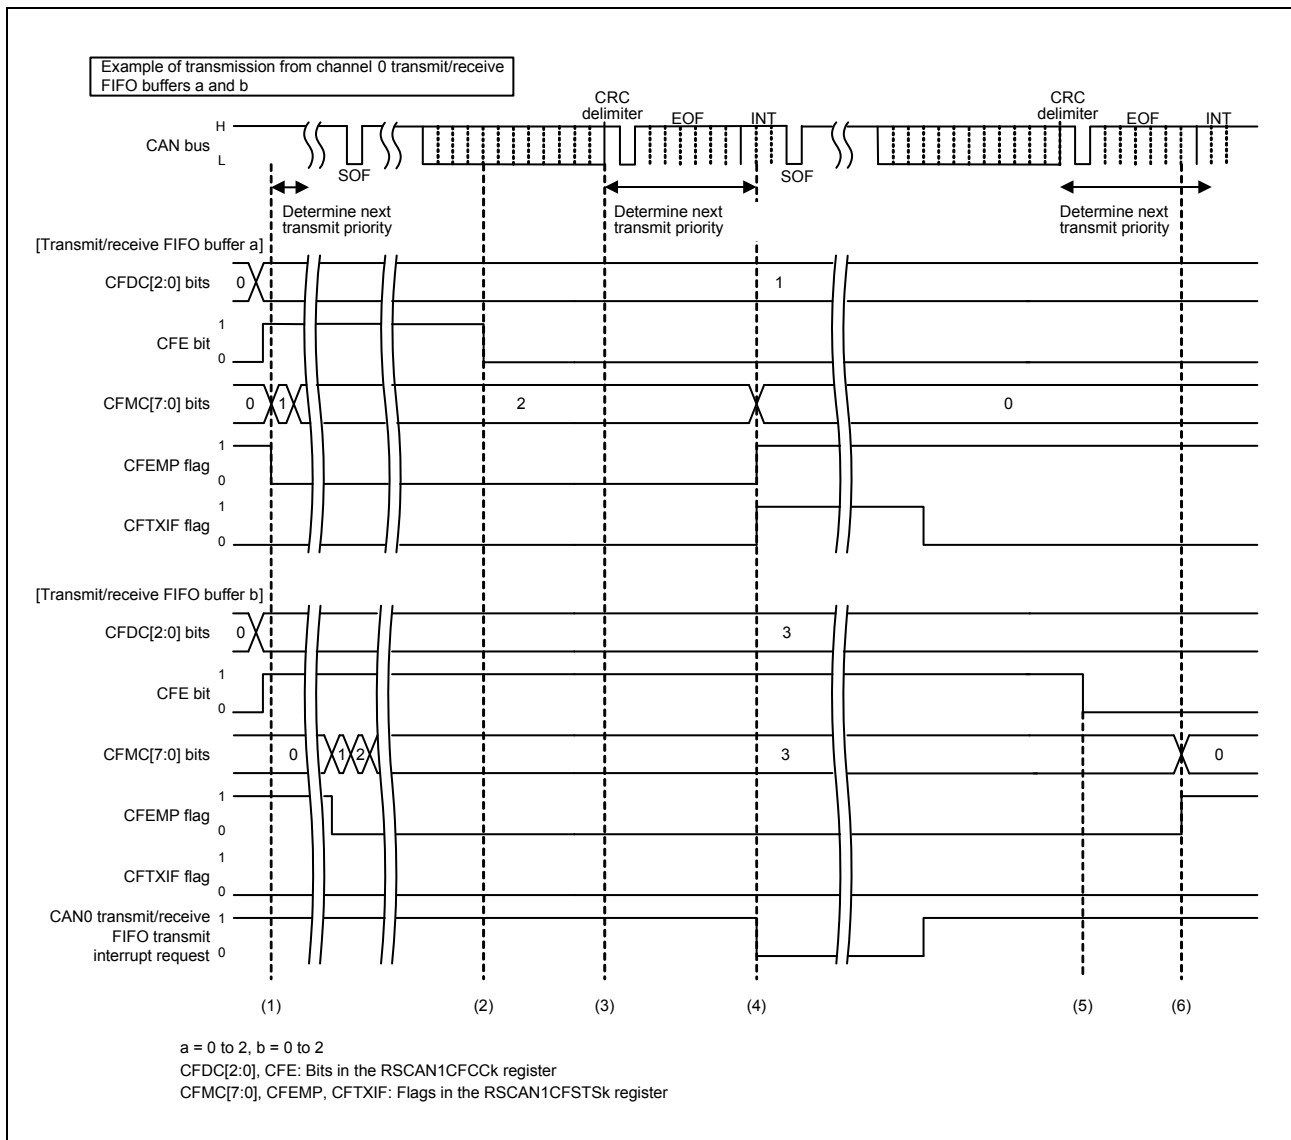 Example of transmission from channel 0 transmit/receive
FIFO buffers a and b
CAN bus
H
L
SOF
CRC
delimiter
EOF
INT
SOF
CRC
delimiter
EOF
INT
Determine next
transmit priority
Determine next
transmit priority
Determine next
transmit priority
[Transmit/receive FIFO buffer a]
CFDC[2:0] bits
0
1
CFE bit
1
0
CFMC[7:0] bits
0
1
2
0
CFEMP flag
1
0
CFTXIF flag
1
0
[Transmit/receive FIFO buffer b]
CFDC[2:0] bits
0
3
CFE bit
1
0
CFMC[7:0] bits
0
1
2
3
0
CFEMP flag
1
0
CFTXIF flag
1
0
CAN0 transmit/receive
FIFO transmit
interrupt request
1
0
(1)
(2)
(3)
(4)
(5)
(6)
a = 0 to 2, b = 0 to 2
CFDC[2:0], CFE: Bits in the RSCAN1CFCCk register
CFMC[7:0], CFEMP, CFTXIF: Flags in the RSCAN1CFSTSk register